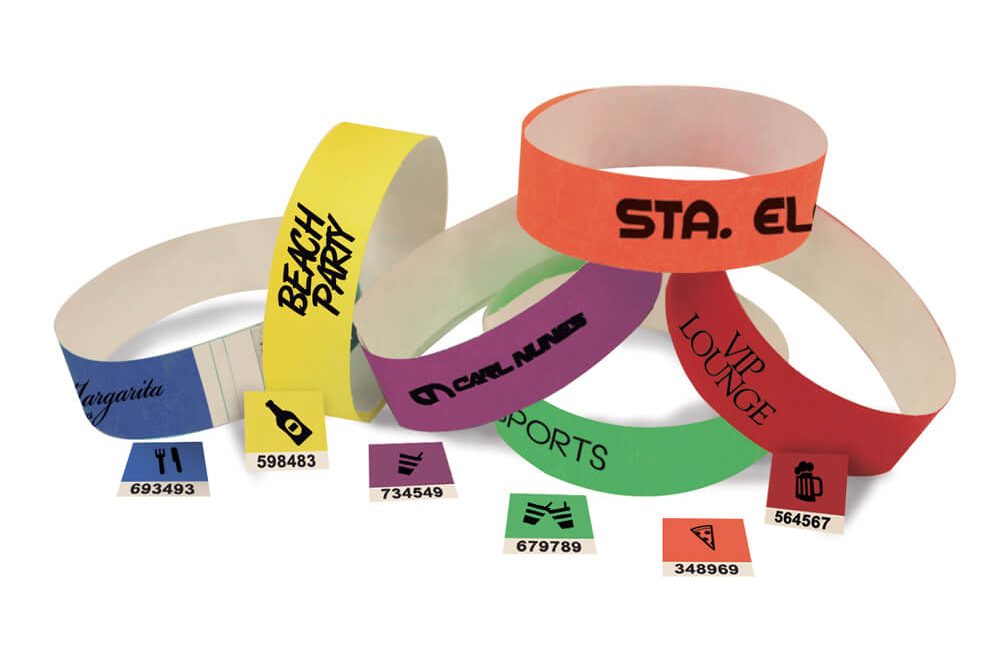 STA. EL
BEACH
PARTY
CARL NUNES
VIP
LOUNGE
Margarita
SPORTS
693493
598483
734549
679789
348969
564567